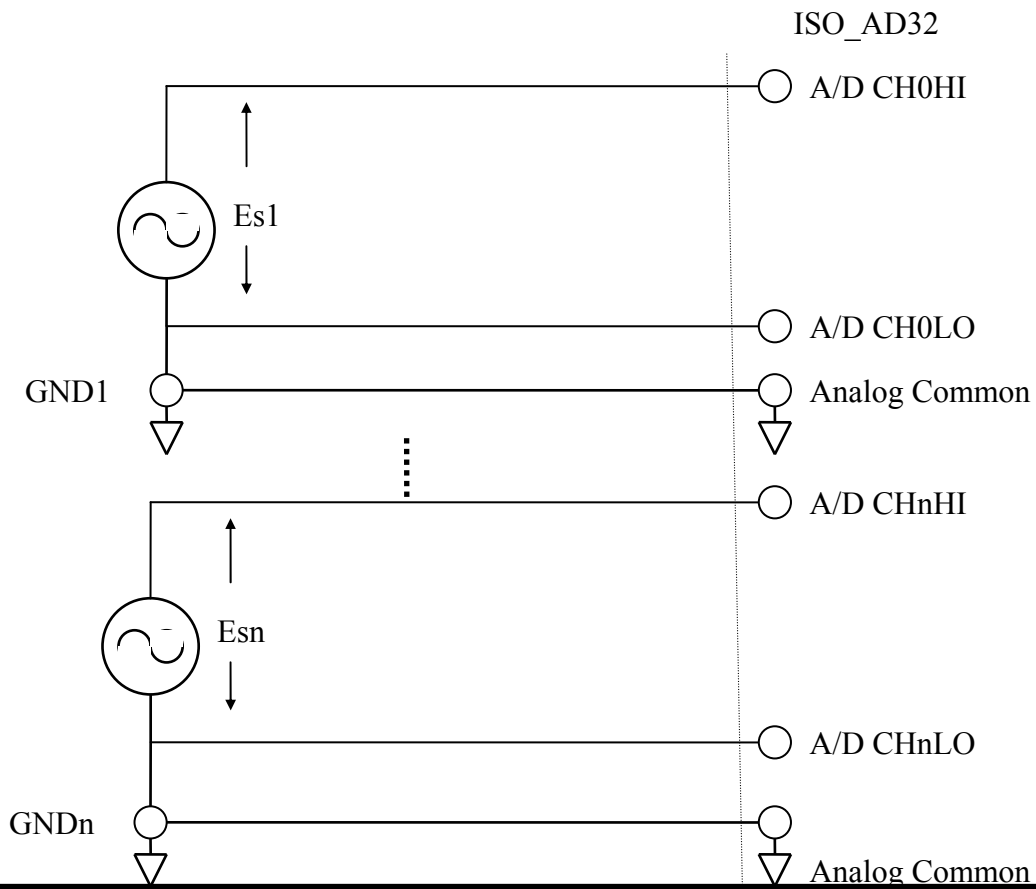 ISO_AD32
A/D CH0HI
Es1
A/D CH0LO
GND1
Analog Common
A/D CHnHI
Esn
A/D CHnLO
GNDn
Analog Common